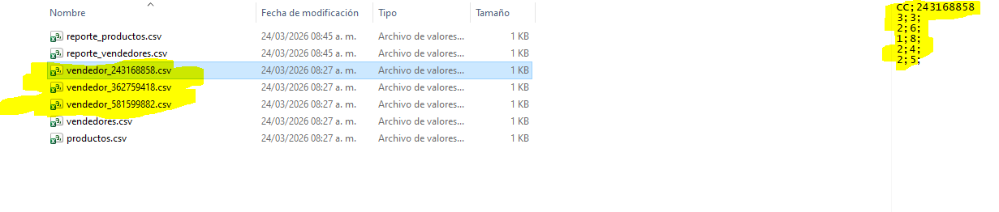 Nombre Fecha de modificación Tipo Tamaño
reporte_productos.csv 24/03/2026 08:45 a. m. Archivo de valores... 1 KB
reporte_vendedores.csv 24/03/2026 08:45 a. m. Archivo de valores... 1 KB
vendedor_243168858.csv 24/03/2026 08:27 a. m. Archivo de valores... 1 KB
vendedor_362759418.csv 24/03/2026 08:27 a. m. Archivo de valores... 1 KB
vendedor_581599882.csv 24/03/2026 08:27 a. m. Archivo de valores... 1 KB
vendedores.csv 24/03/2026 08:27 a. m. Archivo de valores... 1 KB
productos.csv 24/03/2026 08:27 a. m. Archivo de valores... 1 KB
CC;243168858
3;3;
2;6;
1;8;
2;4;
2;5;